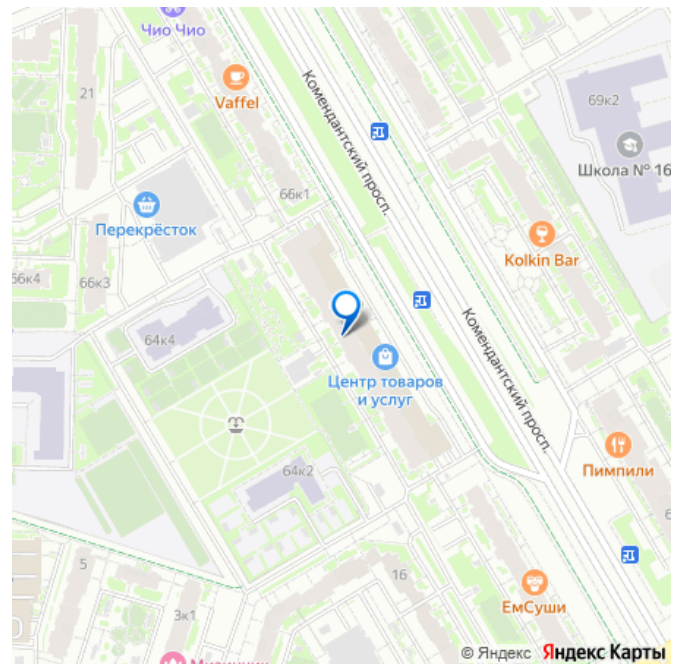 Чио Чио
21
Vaffel
Комендантский просп.
69к2
Школа № 16
66к1
Перекрёсток
Kolkin Bar
66к4
66к3
64к4
Центр товаров
и услуг
Комендантский просп.
64к2
Пимпили
5
16
ЕмСуши
3к1
© Яндекс Яндекс Карты